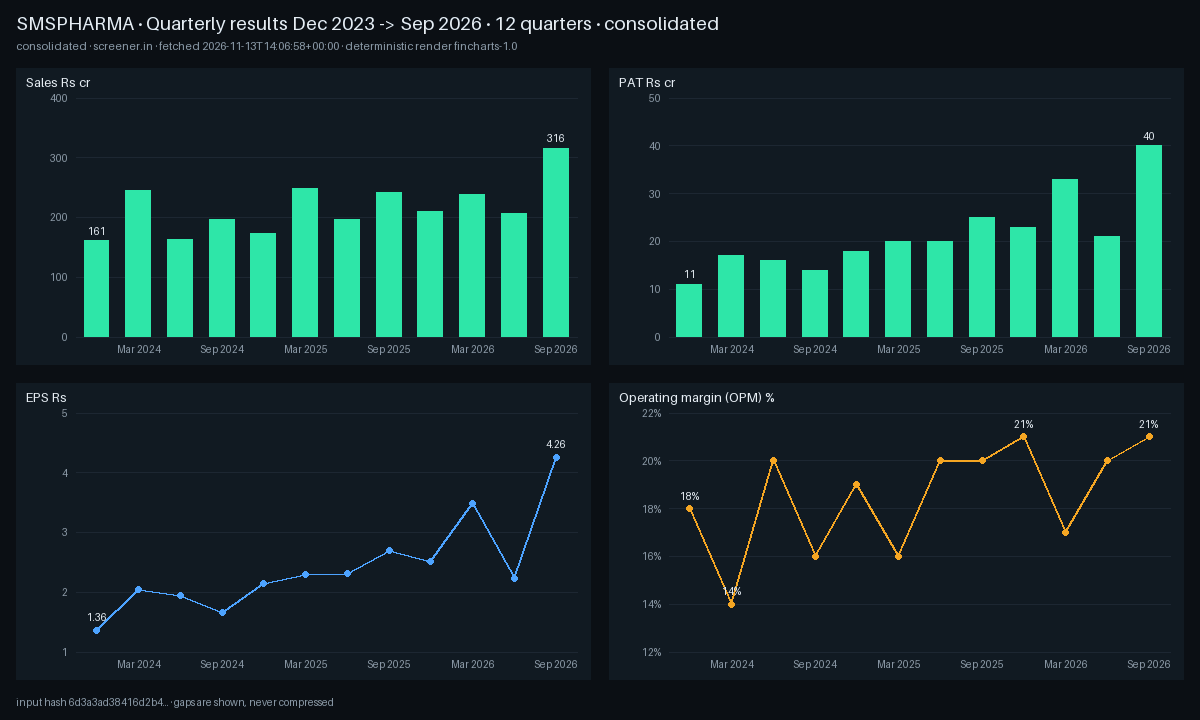 SMSPHARMA · Quarterly results Dec 2023 -> Sep 2026 · 12 quarters · consolidated
consolidated · screener.in · fetched 2026-11-13T14:06:58+00:00 · deterministic render fincharts-1.0
Sales Rs cr
400
300
200
100
0
161
316
Mar 2024
Sep 2024
Mar 2025
Sep 2025
Mar 2026
Sep 2026
PAT Rs cr
50
40
30
20
10
0
11
40
Mar 2024
Sep 2024
Mar 2025
Sep 2025
Mar 2026
Sep 2026
EPS Rs
5
4
3
2
1
1.36
4.26
Mar 2024
Sep 2024
Mar 2025
Sep 2025
Mar 2026
Sep 2026
Operating margin (OPM) %
22%
20%
18%
16%
14%
12%
18%
14%
21%
21%
Mar 2024
Sep 2024
Mar 2025
Sep 2025
Mar 2026
Sep 2026
input hash 6d3a3ad38416d2b4… · gaps are shown, never compressed